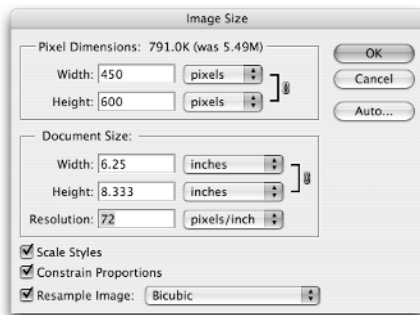 Image Size
Pixel Dimensions: 791.0K (was 5.49M)
Width: 450 pixels
Height: 600 pixels
OK
Cancel
Auto...
Document Size:
Width: 6.25 inches
Height: 8.333 inches
Resolution: 72 pixels/inch
Scale Styles
Constrain Proportions
Resample Image: Bicubic